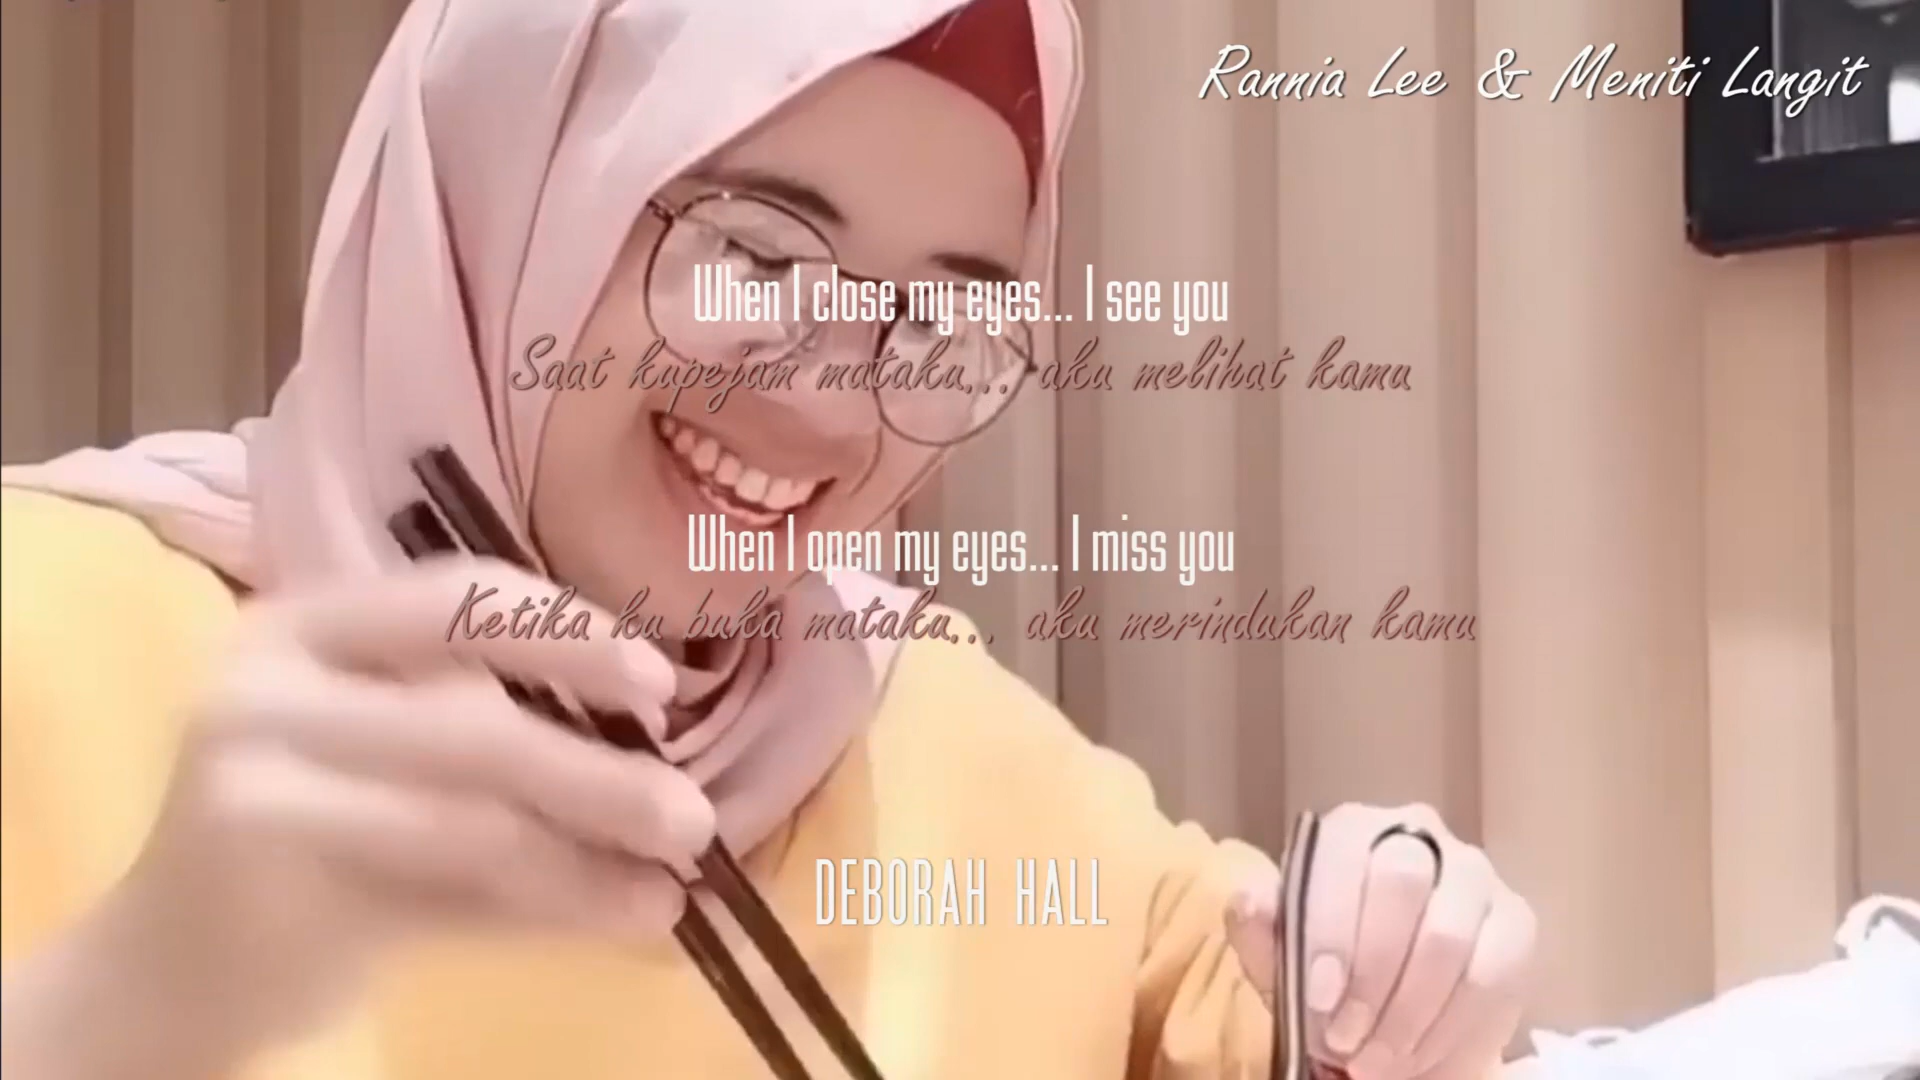 Rannia Lee & Meniti Langit
When I close my eyes... I see you
Saat kupejam mataku... aku melihat kamu
When I open my eyes... I miss you
Ketika ku buka mataku... aku merindukan kamu
DEBORAH HALL